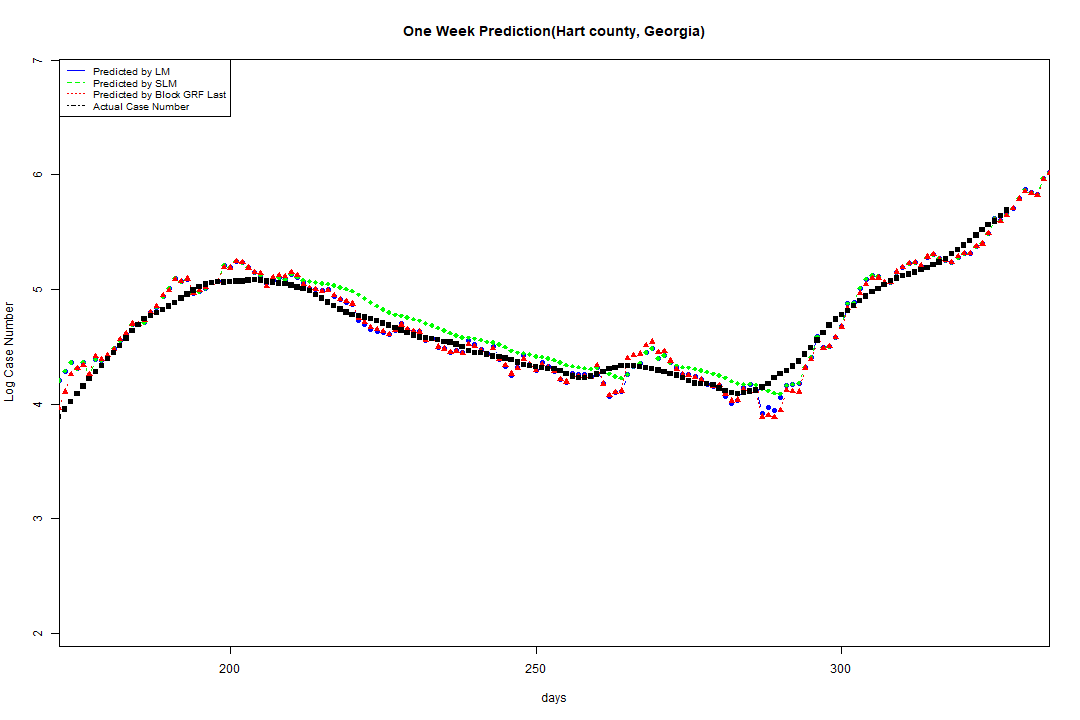 One Week Prediction(Hart county, Georgia)
Predicted by LM
Predicted by SLM
Predicted by Block GRF Last
Actual Case Number
7
6
5
4
3
2
Log Case Number
200 250 300
days